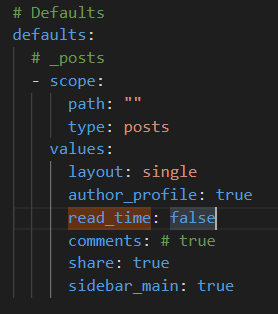 # Defaults
defaults:
  # _posts
  - scope:
      path: ""
      type: posts
    values:
      layout: single
      author_profile: true
      read_time: false
      comments: # true
      share: true
      sidebar_main: true